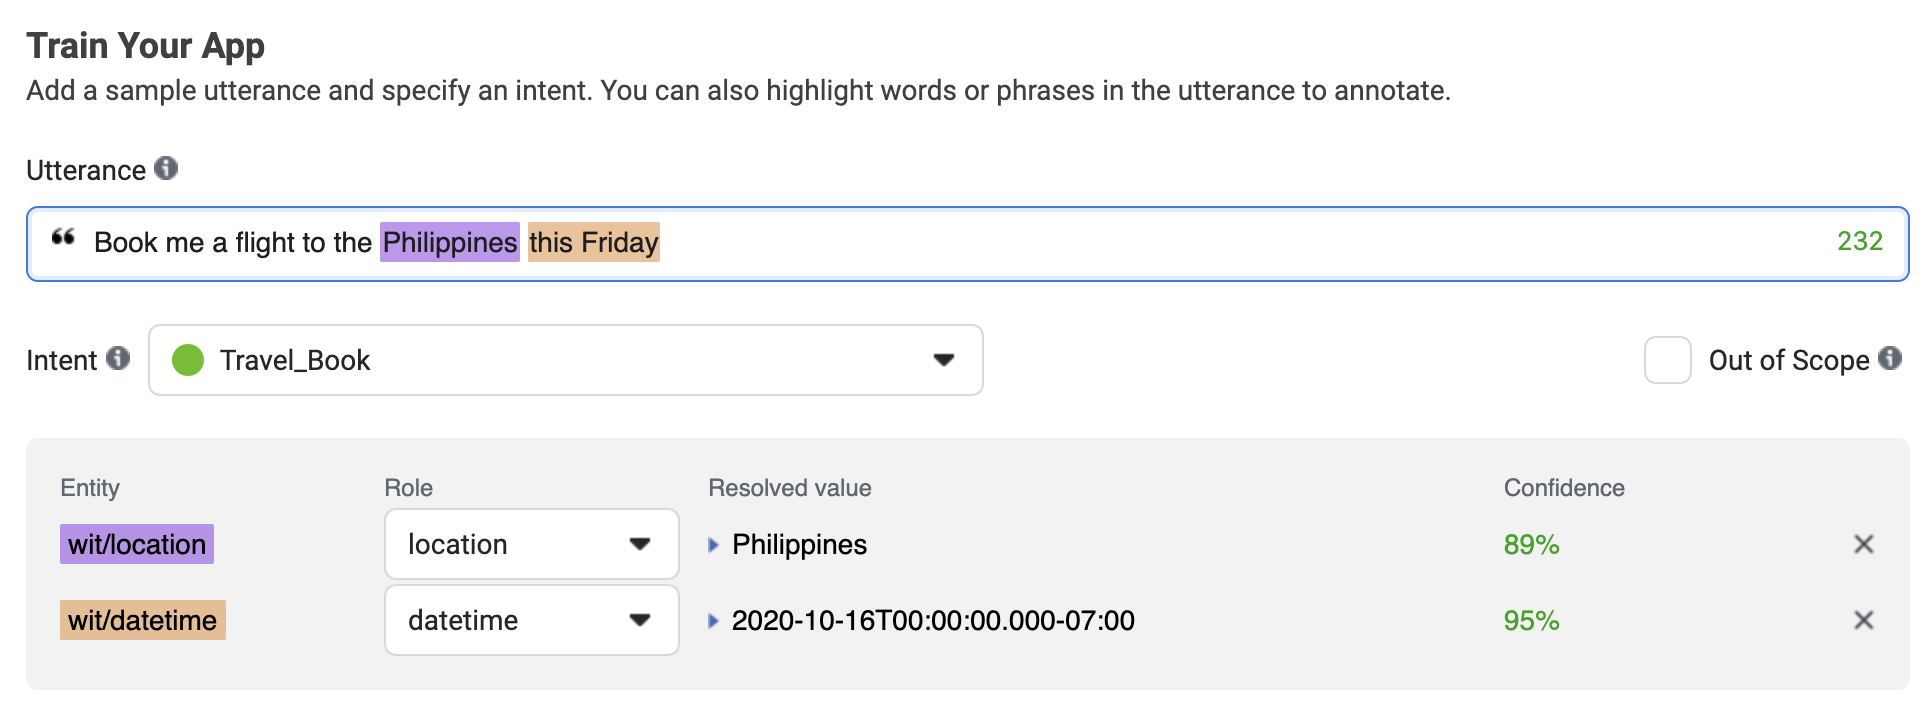 Train Your App
Add a sample utterance and specify an intent. You can also highlight words or phrases in the utterance to annotate.
Utterance
“ Book me a flight to the Philippines this Friday 232
Intent Travel_Book Out of Scope
Entity Role Resolved value Confidence
wit/location location Philippines 89%
wit/datetime datetime 2020-10-16T00:00:00.000-07:00 95%